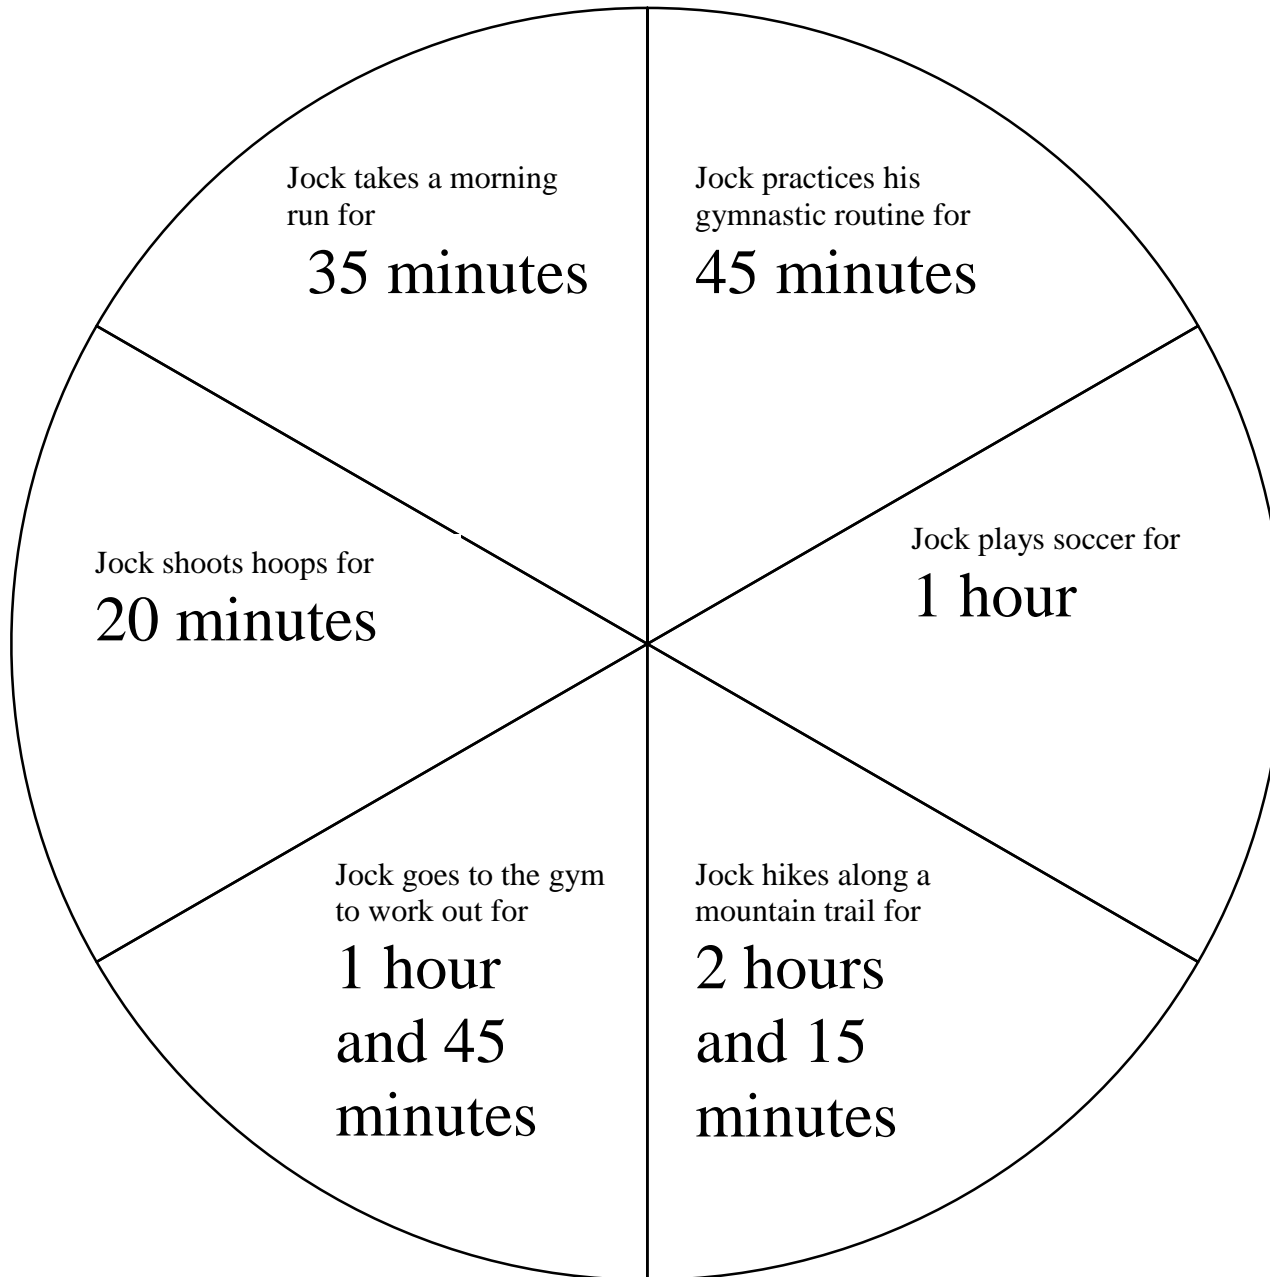 Jock takes a morning
run for
35 minutes
Jock practices his
gymnastic routine for
45 minutes
Jock shoots hoops for
20 minutes
Jock plays soccer for
1 hour
Jock goes to the gym
to work out for
1 hour
and 45
minutes
Jock hikes along a
mountain trail for
2 hours
and 15
minutes